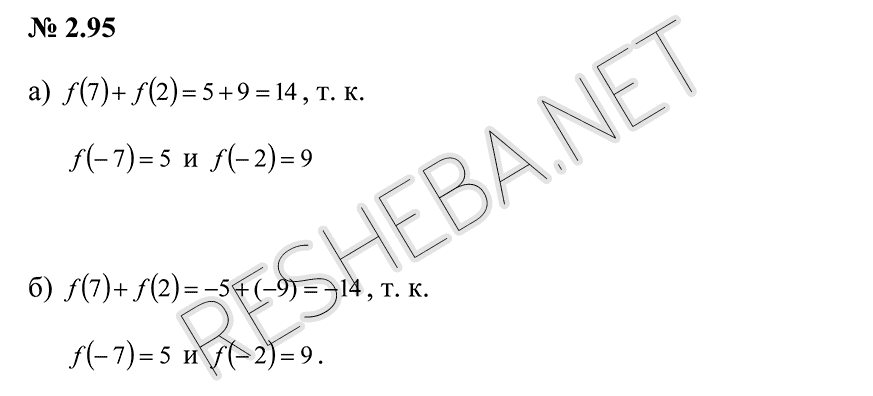 № 2.95
а) f(7)+f(2)=5+9=14, т. к.
f(−7)=5 и f(−2)=9
б) f(7)+f(2)=−5+(−9)=−14, т. к.
f(−7)=5 и f(−2)=9.
RESHEBA.NET